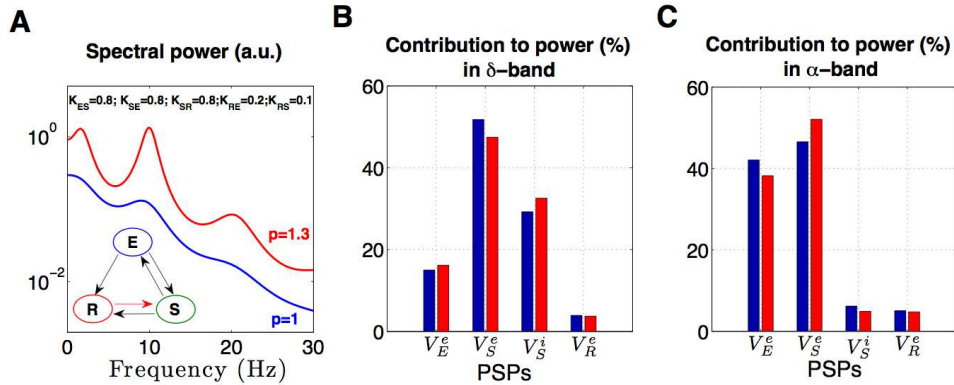 A
Spectral power (a.u.)
K_ES=0.8; K_SE=0.8; K_SR=0.8;K_RE=0.2;K_RS=0.1
10^0
10^-2
E
R
S
p=1.3
p=1
0 10 20 30
Frequency (Hz)
B
Contribution to power (%)
in δ-band
60
40
20
0
V_E^e V_S^e V_S^i V_R^e
PSPs
C
Contribution to power (%)
in α-band
60
40
20
0
V_E^e V_S^e V_S^i V_R^e
PSPs